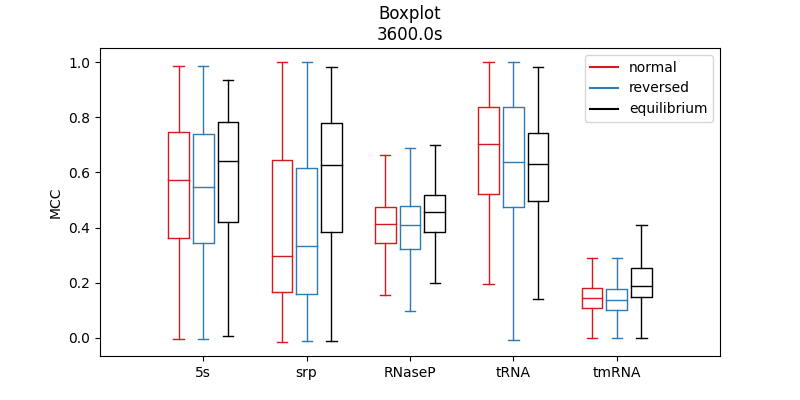 Boxplot
3600.0s
normal
reversed
equilibrium
MCC
1.0
0.8
0.6
0.4
0.2
0.0
5s srp RNaseP tRNA tmRNA